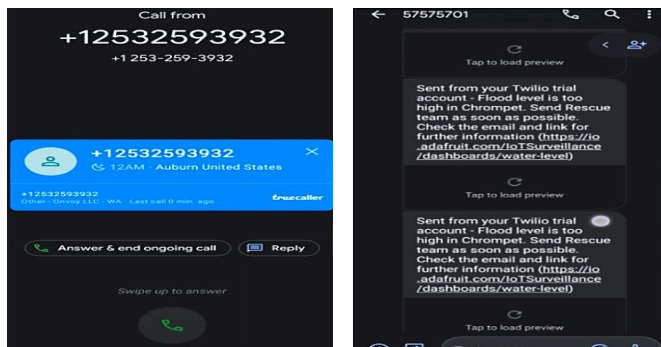 Call from
+12532593932
+1 253-259-3932
+12532593932
12AM · Auburn United States
+12532593932
Other - Onvoy LLC - WA · Last call 0 min. ago
truecaller
Answer & end ongoing call
Reply
Swipe up to answer
57575701
Tap to load preview
Sent from your Twilio trial
account - Flood level is too
high in Chrompet. Send Rescue
team as soon as possible.
Check the email and link for
further information (https://io
.adafruit.com/IoTSurveillance
/dashboards/water-level)
Tap to load preview
Sent from your Twilio trial
account - Flood level is too
high in Chrompet. Send Rescue
team as soon as possible.
Check the email and link for
further information (https://io
.adafruit.com/IoTSurveillance
/dashboards/water-level)
Tap to load preview